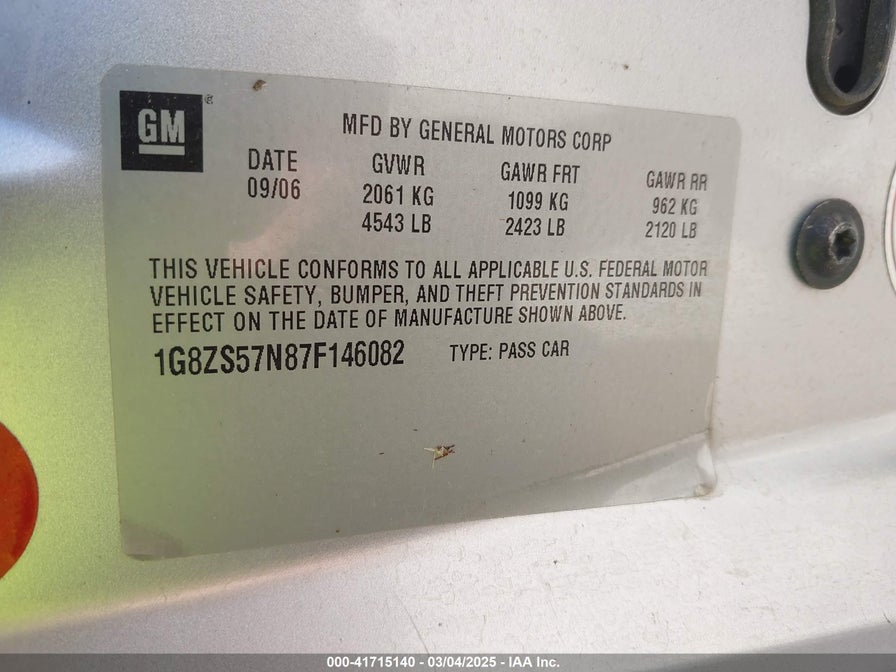 GM®
MFD BY GENERAL MOTORS CORP
DATE GVWR GAWR FRT GAWR RR
09/06 2061 KG 1099 KG 962 KG
4543 LB 2423 LB 2120 LB
THIS VEHICLE CONFORMS TO ALL APPLICABLE U.S. FEDERAL MOTOR
VEHICLE SAFETY, BUMPER, AND THEFT PREVENTION STANDARDS IN
EFFECT ON THE DATE OF MANUFACTURE SHOWN ABOVE.
1G8ZS57N87F146082 TYPE: PASS CAR
000-41715140 - 03/04/2025 - IAA Inc.